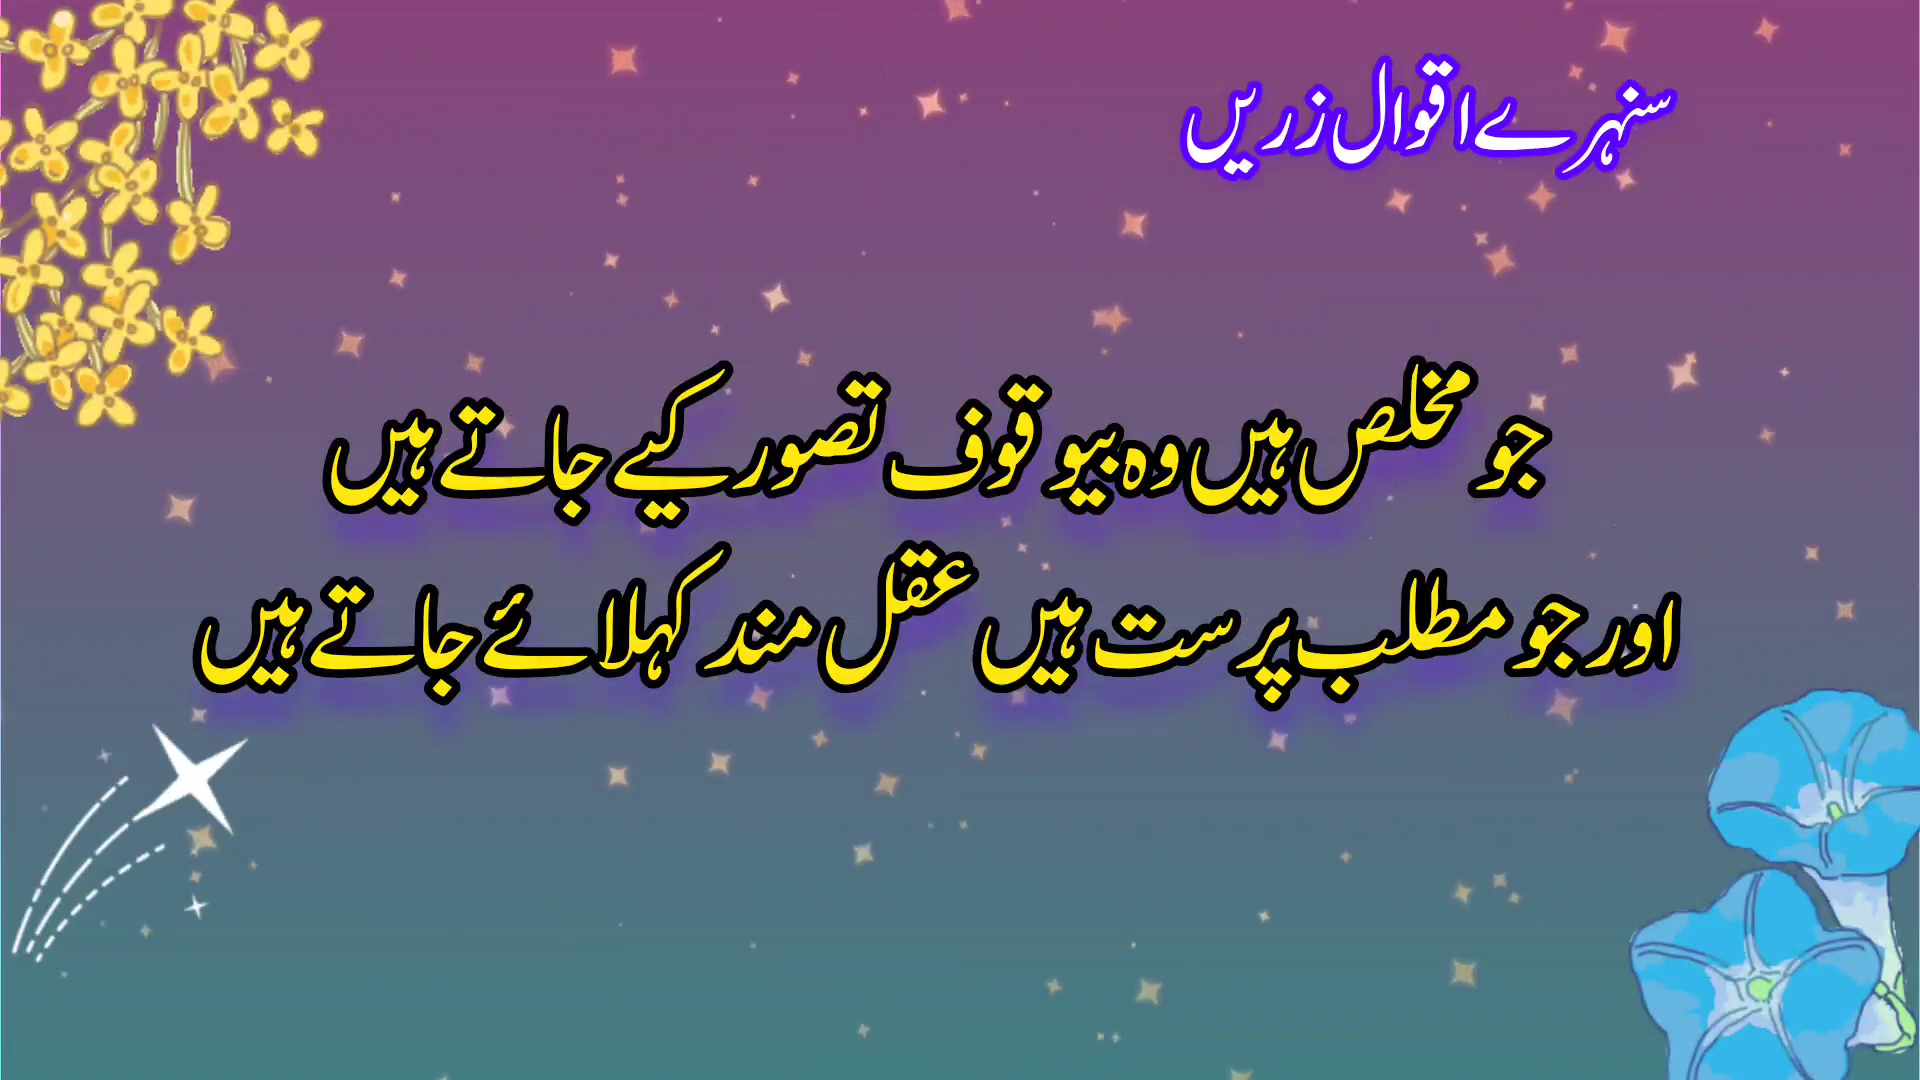 سنہرے اقوال زریں
جو مخلص ہیں وہ بیوقوف تصور کیے جاتے ہیں
اور جو مطلب پرست ہیں عقل مند کہلائے جاتے ہیں